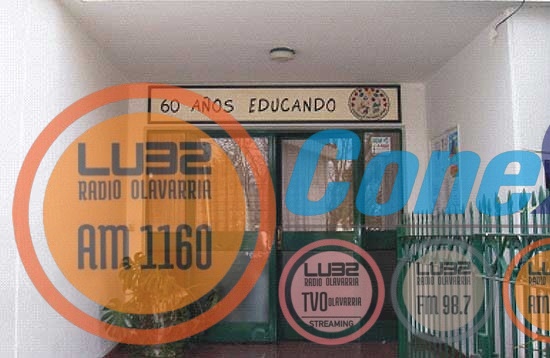 60 AÑOS EDUCANDO
LU32
RADIO OLAVARRIA
AM 1160
Cone
LU32
RADIO OLAVARRIA
TVO OLAVARRIA
STREAMING
LU32
RADIO OLAVARRIA
FM 98.7
AM